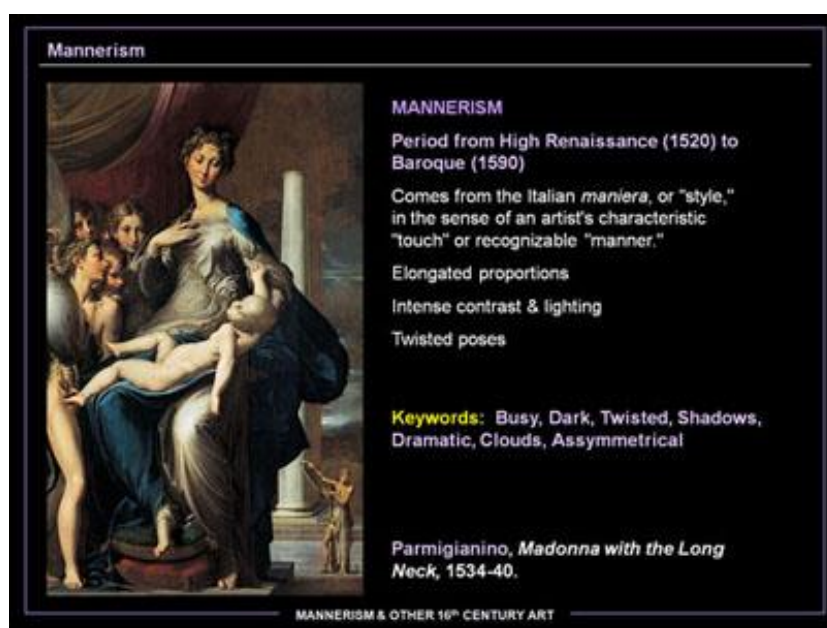 Mannerism
MANNERISM
Period from High Renaissance (1520) to
Baroque (1590)
Comes from the Italian maniera, or "style,"
in the sense of an artist's characteristic
"touch" or recognizable "manner."
Elongated proportions
Intense contrast & lighting
Twisted poses
Keywords: Busy, Dark, Twisted, Shadows,
Dramatic, Clouds, Assymmetrical
Parmigianino, Madonna with the Long
Neck, 1534-40.
MANNERISM & OTHER 16th CENTURY ART